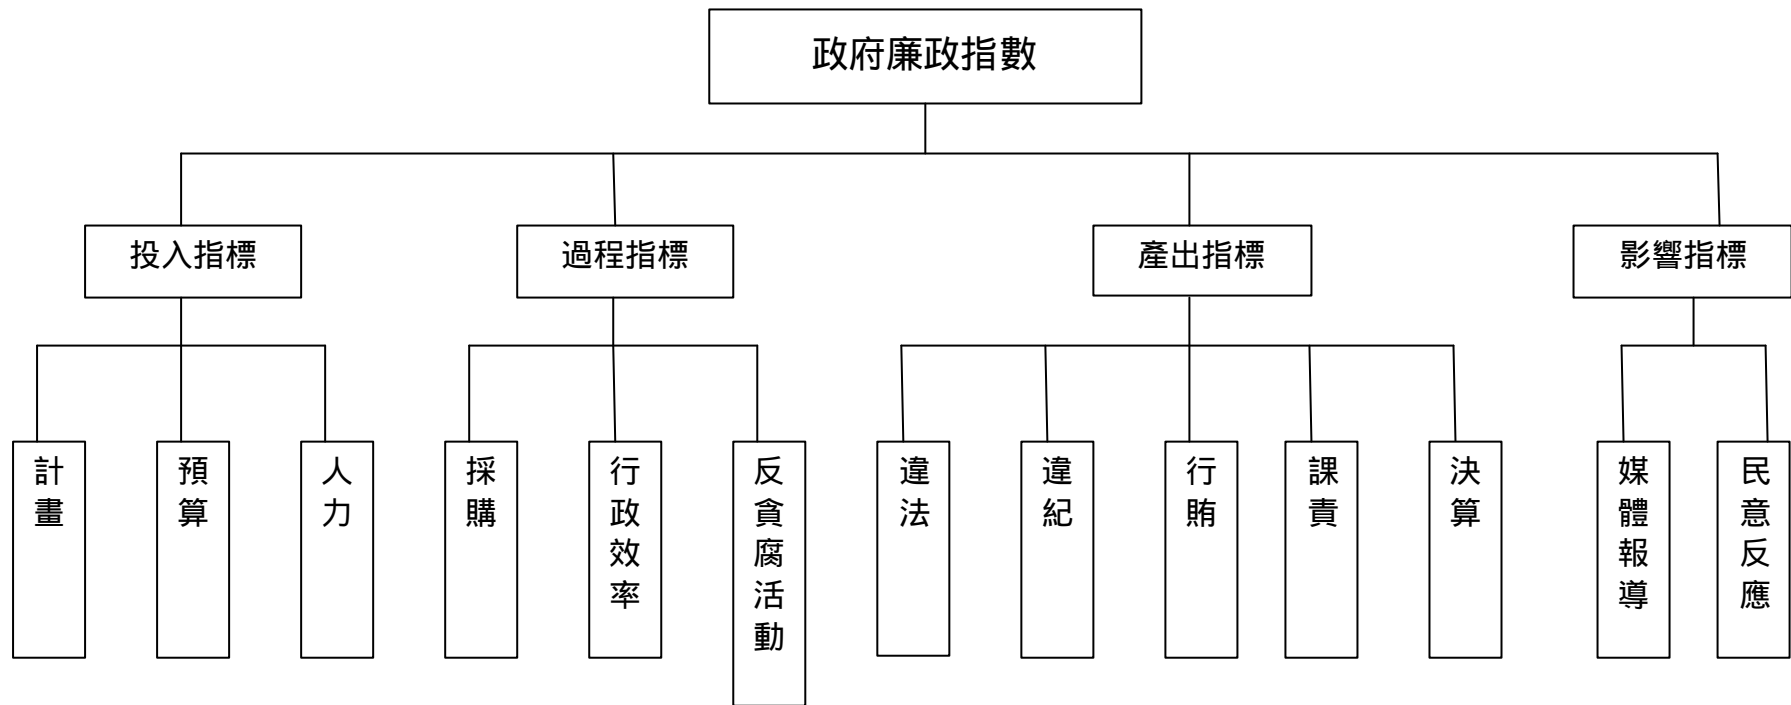 政府廉政指數
投入指標
過程指標
產出指標
影響指標
計畫
預算
人力
採購
行政效率
反貪腐活動
違法
違紀
行賄
課責
決算
媒體報導
民意反應